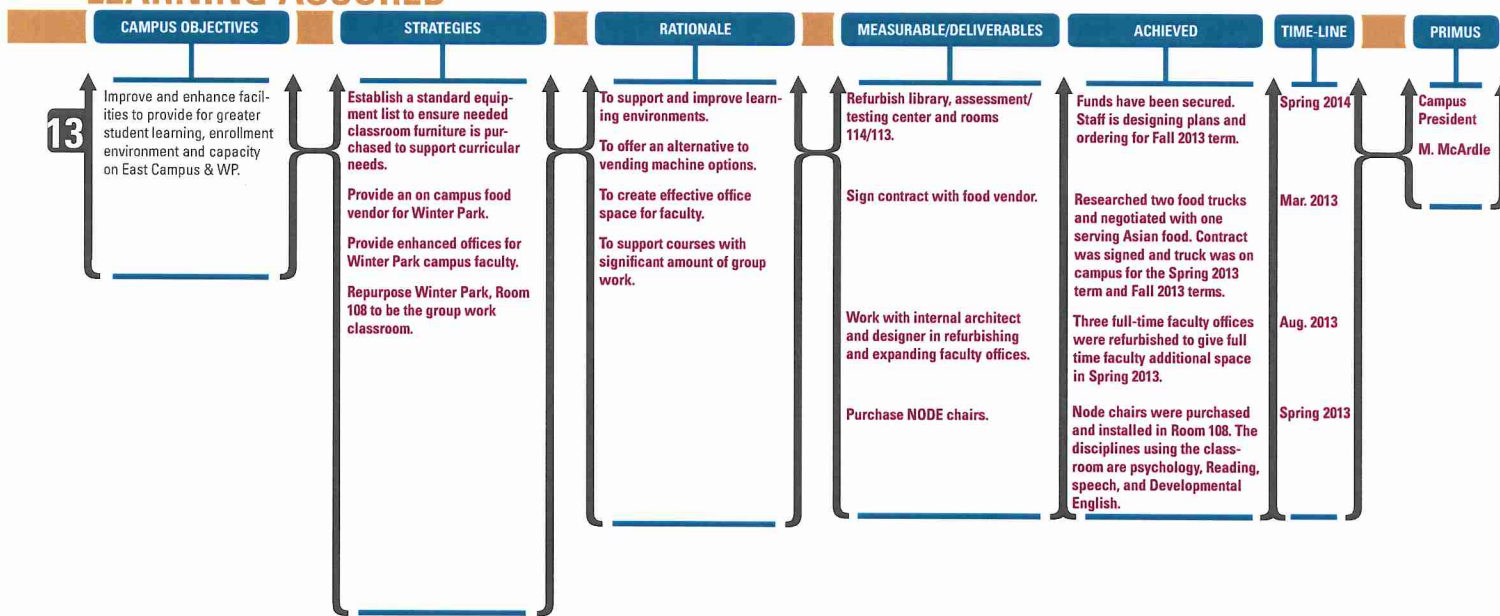 LEARNING ASSURED
CAMPUS OBJECTIVES
STRATEGIES
RATIONALE
MEASURABLE/DELIVERABLES
ACHIEVED
TIME-LINE
PRIMUS
13
Improve and enhance facil-
ities to provide for greater
student learning, enrollment
environment and capacity
on East Campus & WP.
Establish a standard equip-
ment list to ensure needed
classroom furniture is pur-
chased to support curricular
needs.
Provide an on campus food
vendor for Winter Park.
Provide enhanced offices for
Winter Park campus faculty.
Repurpose Winter Park, Room
108 to be the group work
classroom.
To support and improve learn-
ing environments.
To offer an alternative to
vending machine options.
To create effective office
space for faculty.
To support courses with
significant amount of group
work.
Refurbish library, assessment/
testing center and rooms
114/113.
Sign contract with food vendor.
Work with internal architect
and designer in refurbishing
and expanding faculty offices.
Purchase NODE chairs.
Funds have been secured.
Staff is designing plans and
ordering for Fall 2013 term.
Researched two food trucks
and negotiated with one
serving Asian food. Contract
was signed and truck was on
campus for the Spring 2013
term and Fall 2013 terms.
Three full-time faculty offices
were refurbished to give full
time faculty additional space
in Spring 2013.
Node chairs were purchased
and installed in Room 108. The
disciplines using the class-
room are psychology, Reading,
speech, and Developmental
English.
Spring 2014
Mar. 2013
Aug. 2013
Spring 2013
Campus
President
M. McArdle